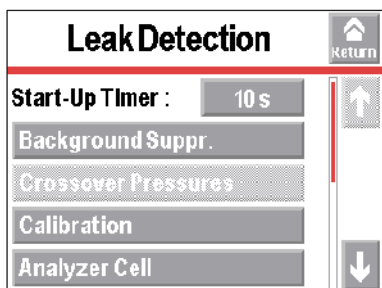 Leak Detection
Return
Start-Up Timer : 10 s
Background Suppr.
Crossover Pressures
Calibration
Analyzer Cell